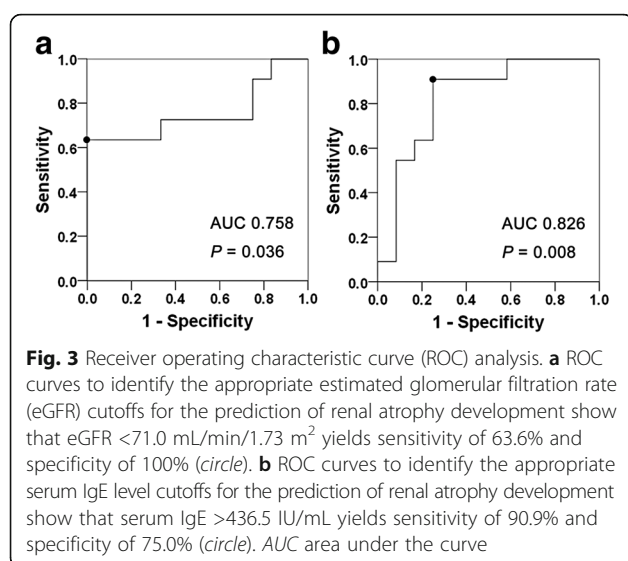 a
b
1.0
0.8
0.6
0.4
0.2
0.0
Sensitivity
AUC 0.758
P = 0.036
0.0 0.2 0.4 0.6 0.8 1.0
1 - Specificity
1.0
0.8
0.6
0.4
0.2
0.0
Sensitivity
AUC 0.826
P = 0.008
0.0 0.2 0.4 0.6 0.8 1.0
1 - Specificity
Fig. 3 Receiver operating characteristic curve (ROC) analysis. a ROC
curves to identify the appropriate estimated glomerular filtration rate
(eGFR) cutoffs for the prediction of renal atrophy development show
that eGFR <71.0 mL/min/1.73 m² yields sensitivity of 63.6% and
specificity of 100% (circle). b ROC curves to identify the appropriate
serum IgE level cutoffs for the prediction of renal atrophy development
show that serum IgE >436.5 IU/mL yields sensitivity of 90.9% and
specificity of 75.0% (circle). AUC area under the curve